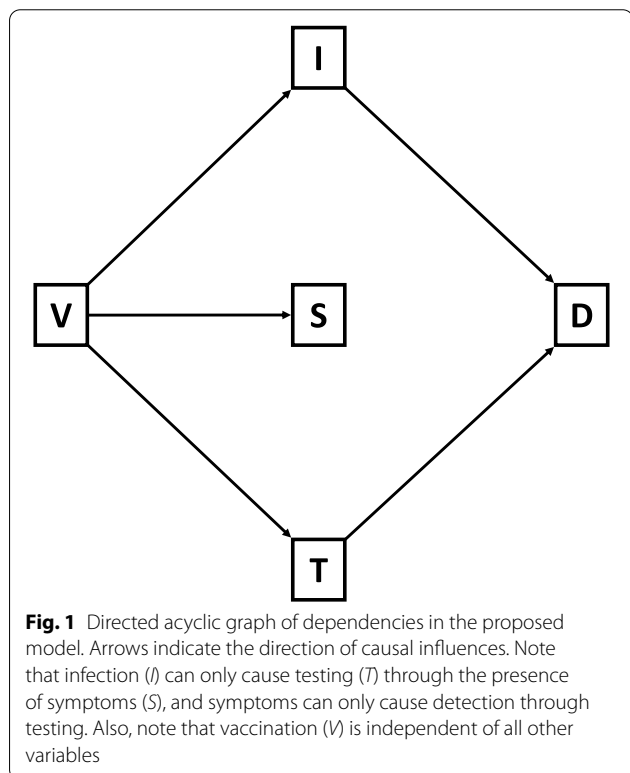 I
V
S
D
T
Fig. 1 Directed acyclic graph of dependencies in the proposed
model. Arrows indicate the direction of causal influences. Note
that infection (I) can only cause testing (T) through the presence
of symptoms (S), and symptoms can only cause detection through
testing. Also, note that vaccination (V) is independent of all other
variables